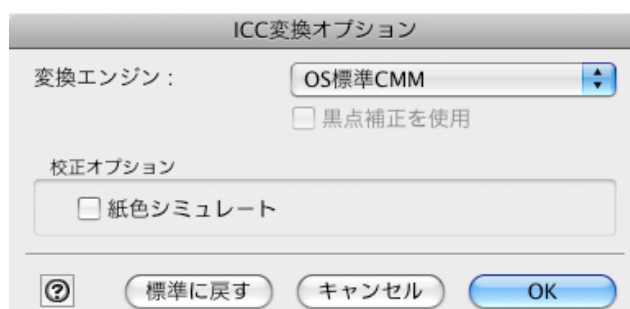 ICC変換オプション
変換エンジン： OS標準CMM
黒点補正を使用
校正オプション
紙色シミュレート
? 標準に戻す キャンセル OK